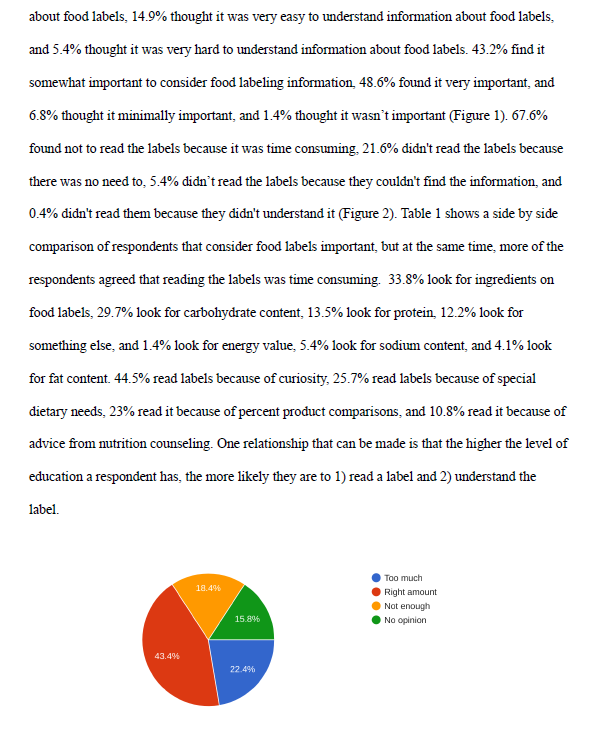 about food labels, 14.9% thought it was very easy to understand information about food labels,
and 5.4% thought it was very hard to understand information about food labels. 43.2% find it
somewhat important to consider food labeling information, 48.6% found it very important, and
6.8% thought it minimally important, and 1.4% thought it wasn’t important (Figure 1). 67.6%
found not to read the labels because it was time consuming, 21.6% didn't read the labels because
there was no need to, 5.4% didn’t read the labels because they couldn't find the information, and
0.4% didn't read them because they didn't understand it (Figure 2). Table 1 shows a side by side
comparison of respondents that consider food labels important, but at the same time, more of the
respondents agreed that reading the labels was time consuming.  33.8% look for ingredients on
food labels, 29.7% look for carbohydrate content, 13.5% look for protein, 12.2% look for
something else, and 1.4% look for energy value, 5.4% look for sodium content, and 4.1% look
for fat content. 44.5% read labels because of curiosity, 25.7% read labels because of special
dietary needs, 23% read it because of percent product comparisons, and 10.8% read it because of
advice from nutrition counseling. One relationship that can be made is that the higher the level of
education a respondent has, the more likely they are to 1) read a label and 2) understand the
label.
18.4%
15.8%
43.4%
22.4%
Too much
Right amount
Not enough
No opinion